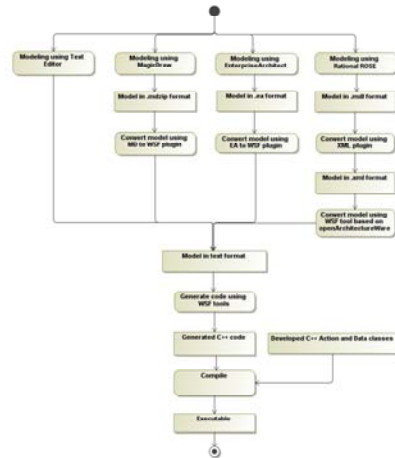 Modeling using Text
Editor
Modeling using
MagicDraw
Modeling using
EnterpriseArchitect
Modeling using
Rational ROSE
Model in .mdzip format
Model in .ea format
Model in .mdl format
Convert model using
MD to WSF plugin
Convert model using
EA to WSF plugin
Convert model using
XML plugin
Model in .xml format
Convert model using
WSF tool based on
openArchitectureWare
Model in text format
Generate code using
WSF tools
Generated C++ code
Developed C++ Action and Data classes
Compile
Executable